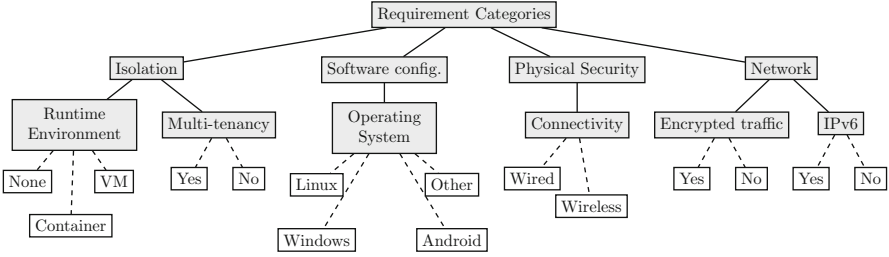 Requirement Categories
Isolation
Software config.
Physical Security
Network
Runtime
Environment
Multi-tenancy
Operating
System
Connectivity
Encrypted traffic
IPv6
None
VM
Container
Yes
No
Linux
Other
Windows
Android
Wired
Wireless
Yes
No
Yes
No